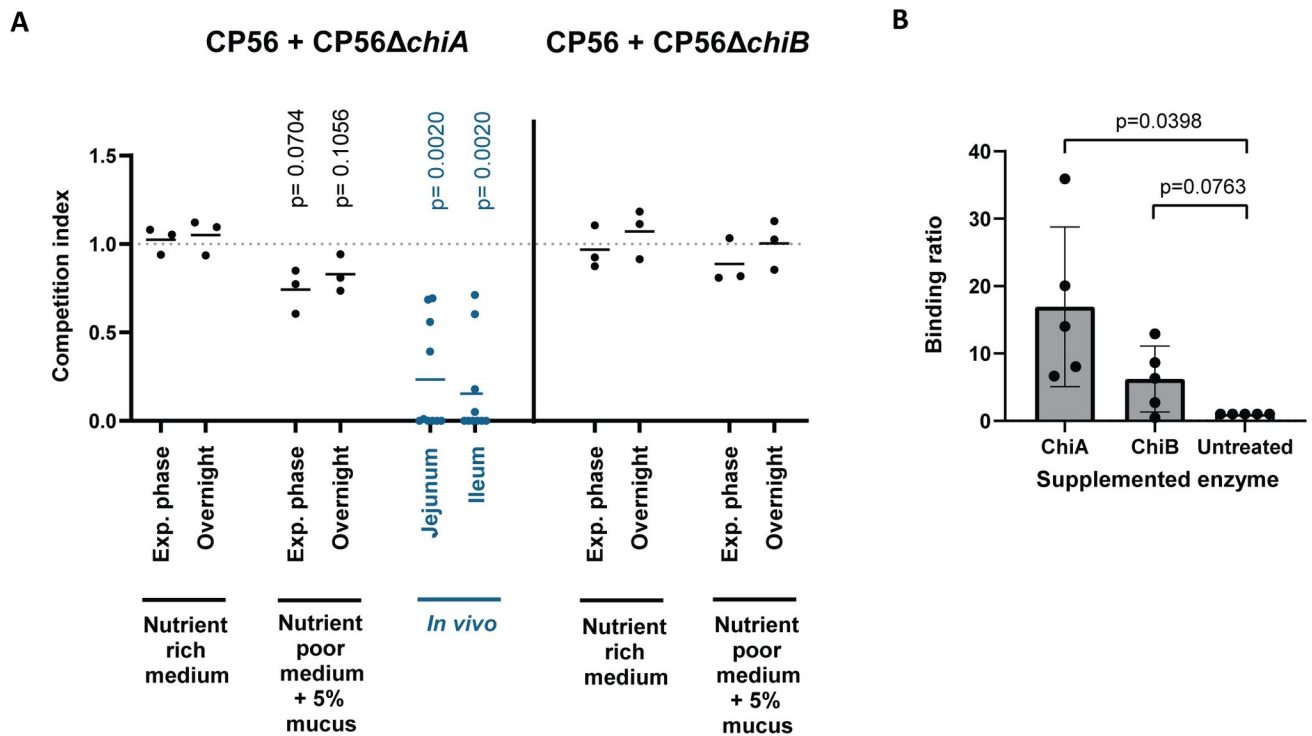 A
CP56 + CP56ΔchiA
CP56 + CP56ΔchiB
p= 0.0704
p= 0.1056
p= 0.0020
p= 0.0020
Competition index
1.5
1.0
0.5
0.0
Exp. phase
Overnight
Exp. phase
Overnight
Jejunum
Ileum
Exp. phase
Overnight
Exp. phase
Overnight
Nutrient
rich
medium
Nutrient
poor
medium
+ 5%
mucus
In vivo
Nutrient
rich
medium
Nutrient
poor
medium
+ 5%
mucus
B
p=0.0398
p=0.0763
Binding ratio
40
30
20
10
0
ChiA
ChiB
Untreated
Supplemented enzyme